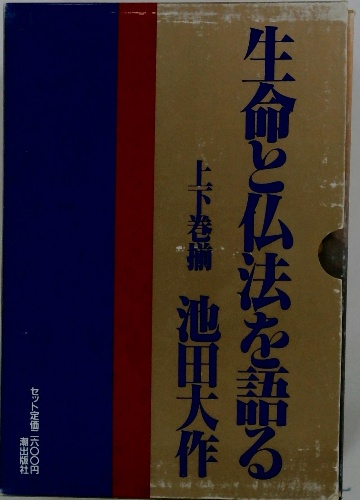 生命と仏法を語る
上下巻揃
池田大作
セット定価二六〇〇円
潮出版社